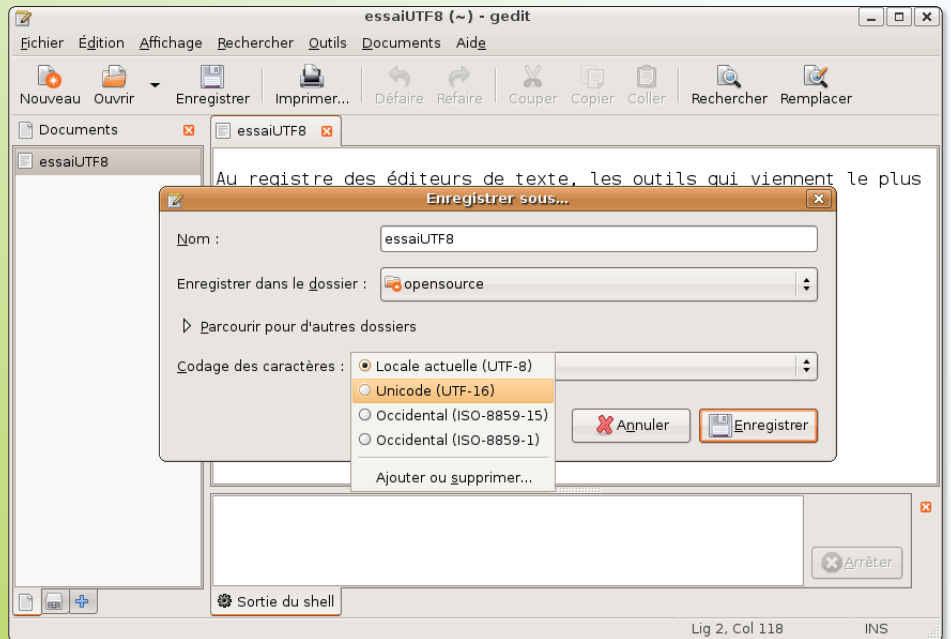 essaiUTF8 (~) - gedit
Fichier Édition Affichage Rechercher Outils Documents Aide
Nouveau Ouvrir Enregistrer Imprimer... Défaire Refaire Couper Copier Coller Rechercher Remplacer
Documents
essaiUTF8
essaiUTF8
Au registre des éditeurs de texte, les outils qui viennent le plus
Enregistrer sous...
Nom :
essaiUTF8
Enregistrer dans le dossier :
opensource
Parcourir pour d'autres dossiers
Codage des caractères :
Locale actuelle (UTF-8)
Unicode (UTF-16)
Occidental (ISO-8859-15)
Occidental (ISO-8859-1)
Ajouter ou supprimer...
Annuler
Enregistrer
Arrêter
Sortie du shell
Lig 2, Col 118
INS